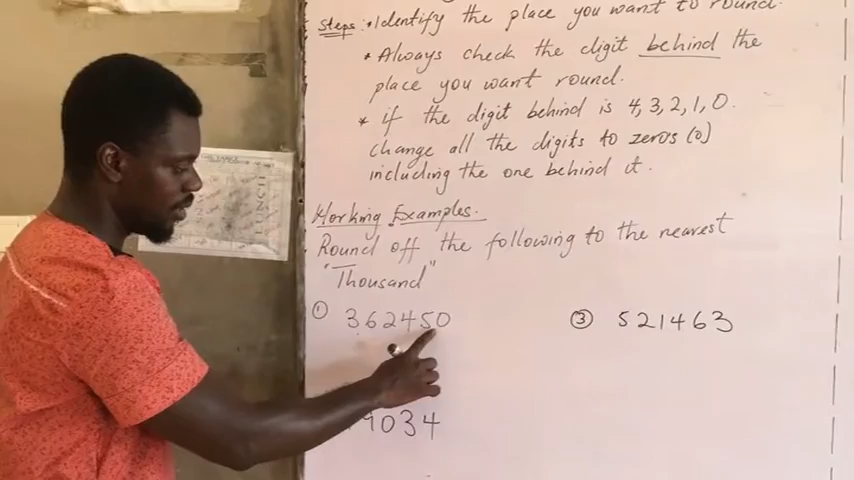 Steps: • Identify the place you want to round.
* Always check the digit behind the
place you want round.
* if the digit behind is 4, 3, 2, 1, 0.
change all the digits to zeros (0)
including the one behind it.
Working Examples.
Round off the following to the nearest
"Thousand"
① 362450
③ 521463
9034
LUNCH